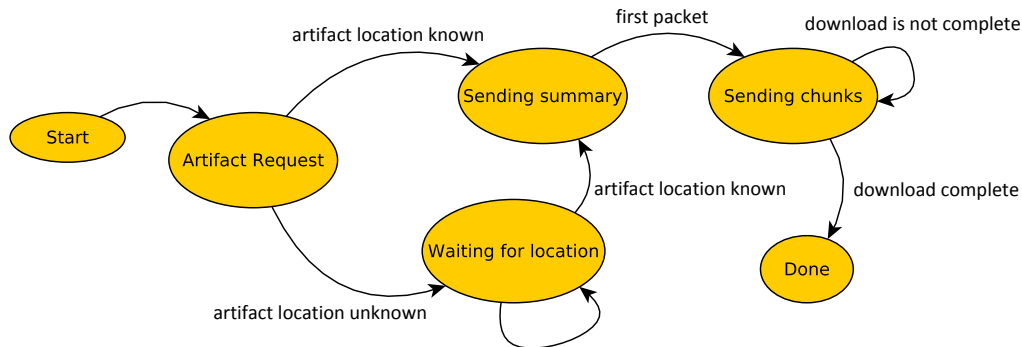 first packet
download is not complete
artifact location known
Sending summary
Sending chunks
Start
Artifact Request
artifact location known
download complete
Waiting for location
Done
artifact location unknown